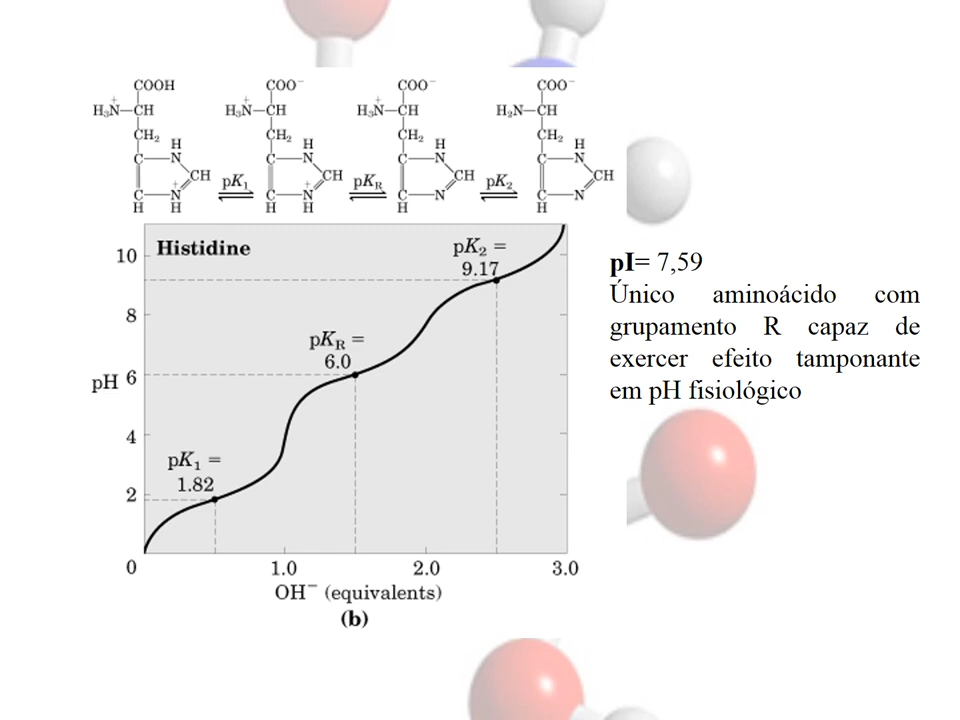 COOH COO⁻ COO⁻ COO⁻
H₃N⁺—CH H₃N⁺—CH H₃N⁺—CH H₂N—CH
CH₂ H CH₂ H CH₂ H CH₂ H
C N C N C N C N
CH pK₁ CH pKR CH pK₂ CH
C N⁺ C N⁺ C N C N
H H H H H H
Histidine
pK₂ =
9.17
10
8
pKR =
6.0
pH 6
4
pK₁ =
1.82
2
0 1.0 2.0 3.0
OH⁻ (equivalents)
(b)
pI= 7,59
Único aminoácido com
grupamento R capaz de
exercer efeito tamponante
em pH fisiológico